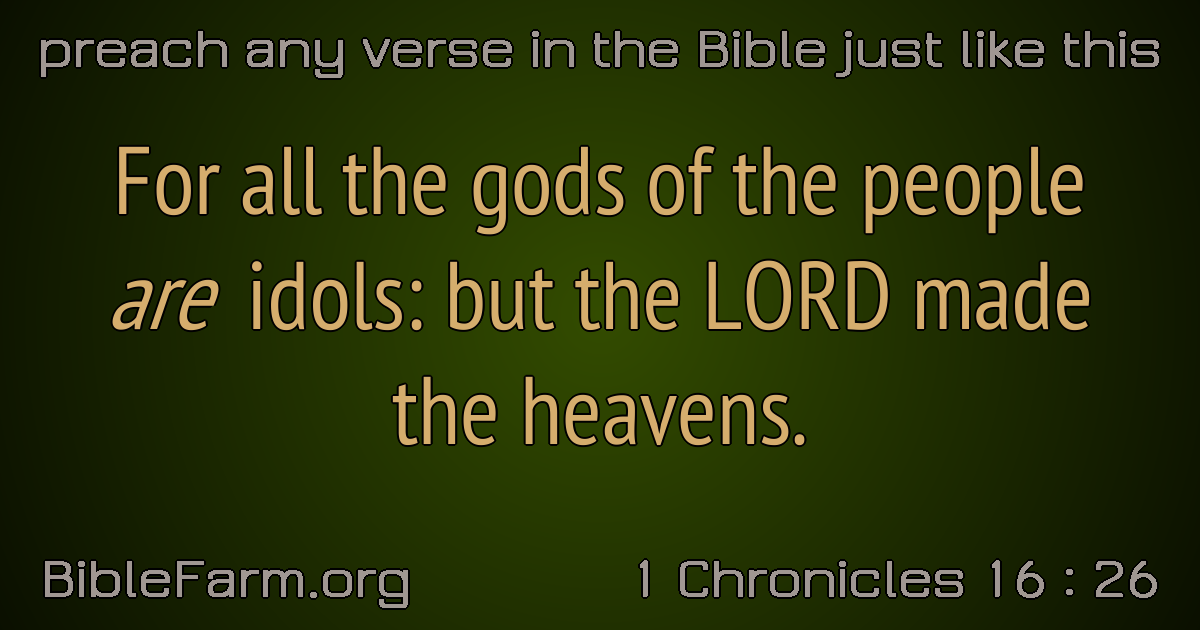 preach any verse in the Bible just like this
For all the gods of the people
are idols: but the LORD made
the heavens.
BibleFarm.org
1 Chronicles 16 : 26